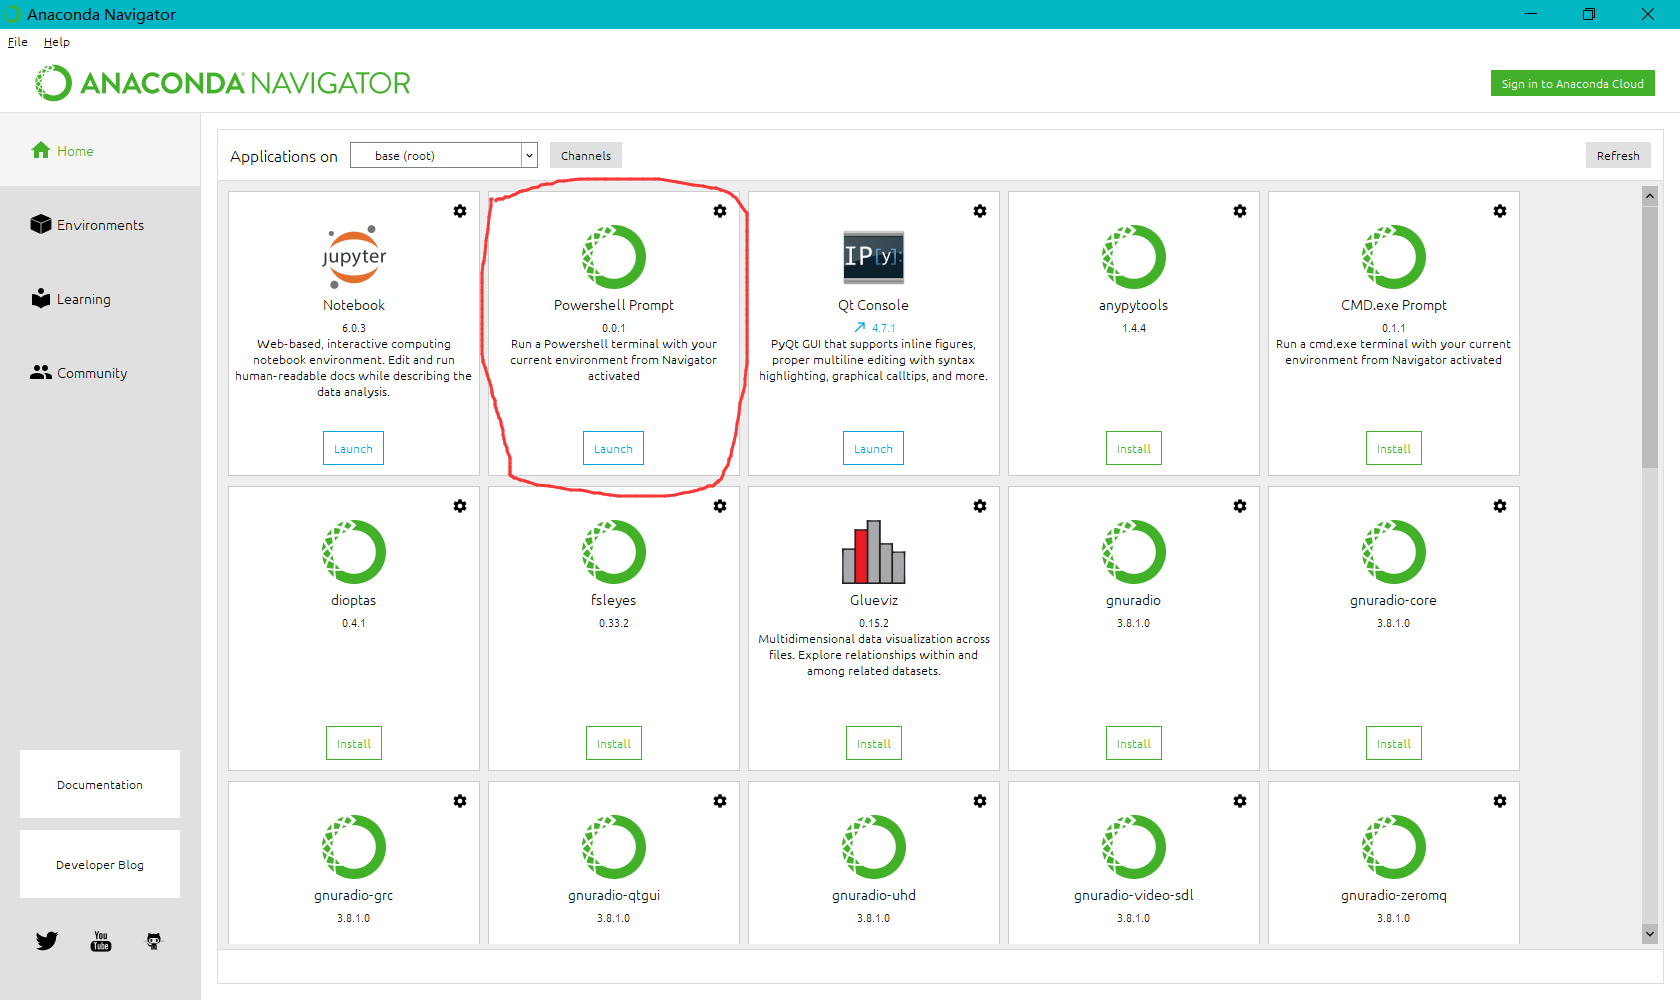 Anaconda Navigator
File Help
ANACONDA NAVIGATOR
Sign in to Anaconda Cloud
Home
Environments
Learning
Community
Documentation
Developer Blog
You
Tube
Applications on base (root) Channels Refresh
jupyter
Notebook
6.0.3
Web-based, interactive computing
notebook environment. Edit and run
human-readable docs while describing the
data analysis.
Launch
Powershell Prompt
0.0.1
Run a Powershell terminal with your
current environment from Navigator
activated
Launch
IP[y]:
Qt Console
4.7.1
PyQt GUI that supports inline figures,
proper multiline editing with syntax
highlighting, graphical calltips, and more.
Launch
anypytools
1.4.4
Install
CMD.exe Prompt
0.1.1
Run a cmd.exe terminal with your current
environment from Navigator activated
Install
dioptas
0.4.1
Install
fsleyes
0.33.2
Install
Glueviz
0.15.2
Multidimensional data visualization across
files. Explore relationships within and
among related datasets.
Install
gnuradio
3.8.1.0
Install
gnuradio-core
3.8.1.0
Install
gnuradio-grc
3.8.1.0
gnuradio-qtgui
3.8.1.0
gnuradio-uhd
3.8.1.0
gnuradio-video-sdl
3.8.1.0
gnuradio-zeromq
3.8.1.0